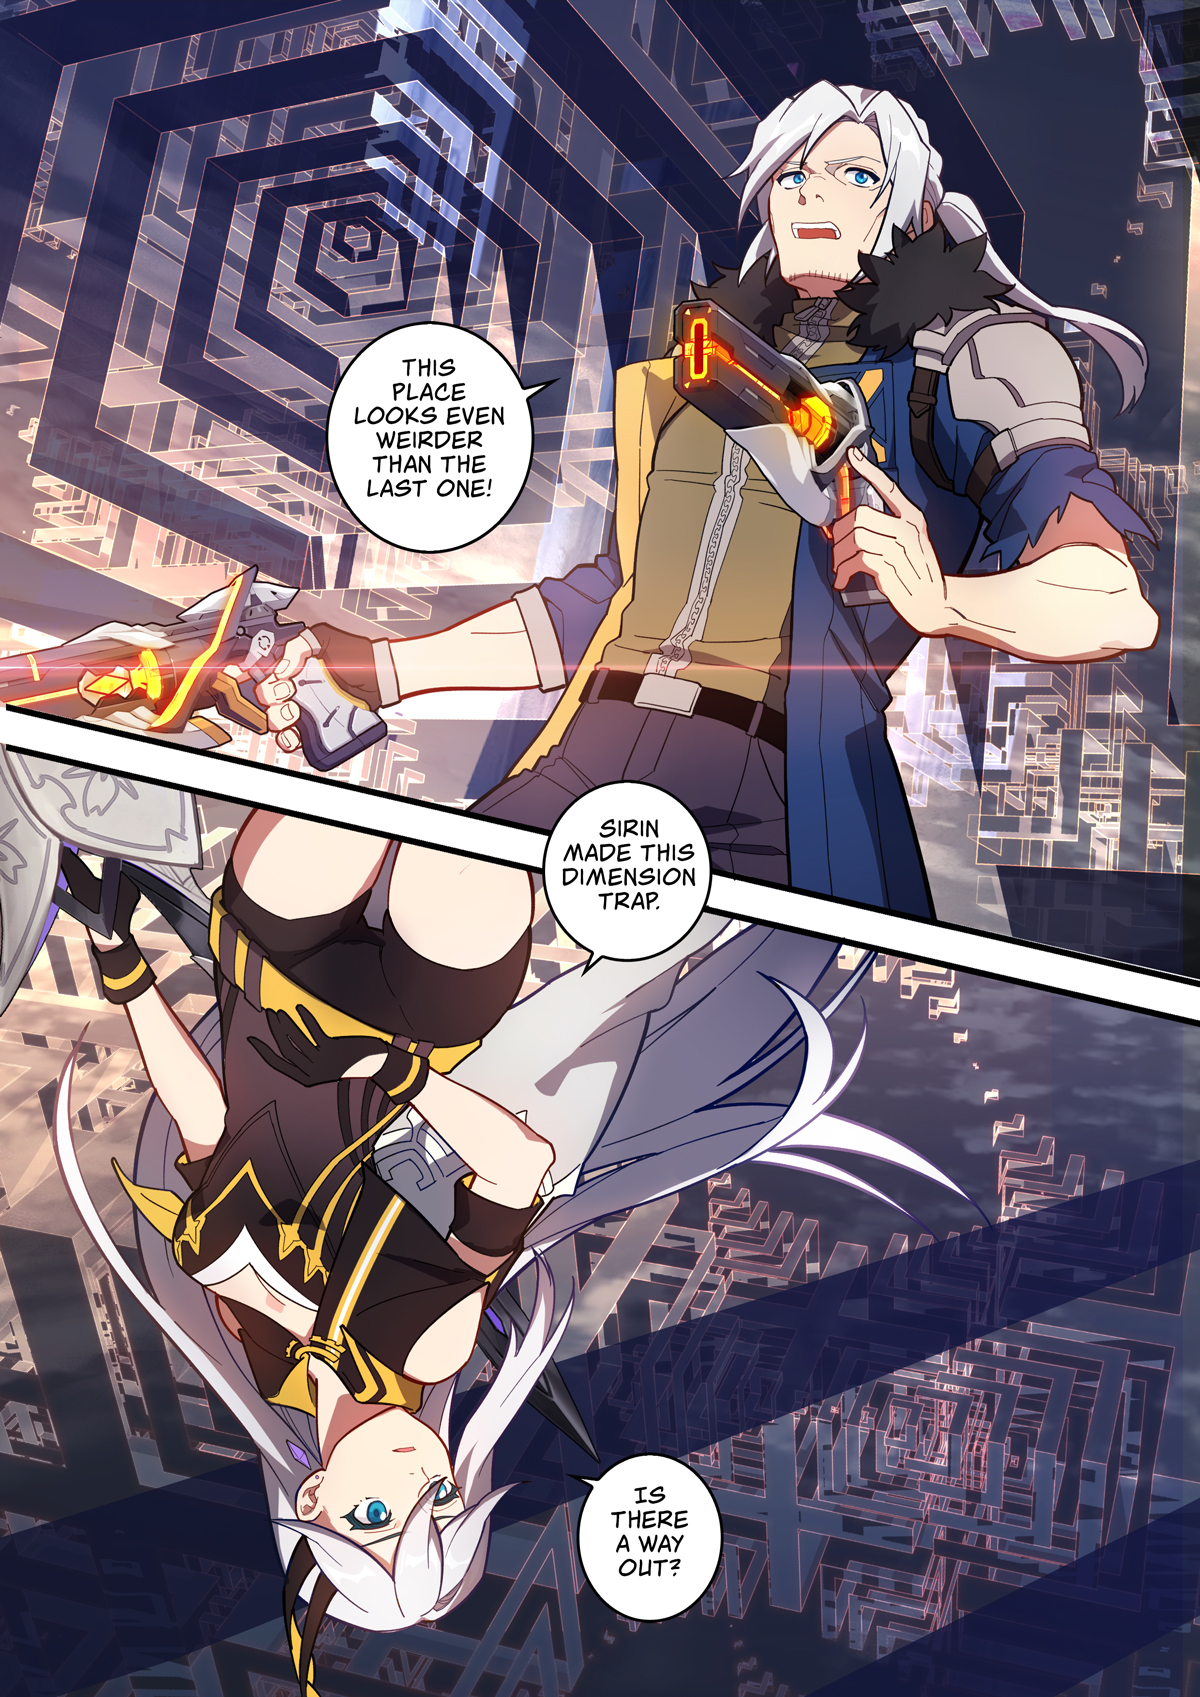 THIS
PLACE
LOOKS EVEN
WEIRDER
THAN THE
LAST ONE!
SIRIN
MADE THIS
DIMENSION
TRAP.
IS
THERE
A WAY
OUT?